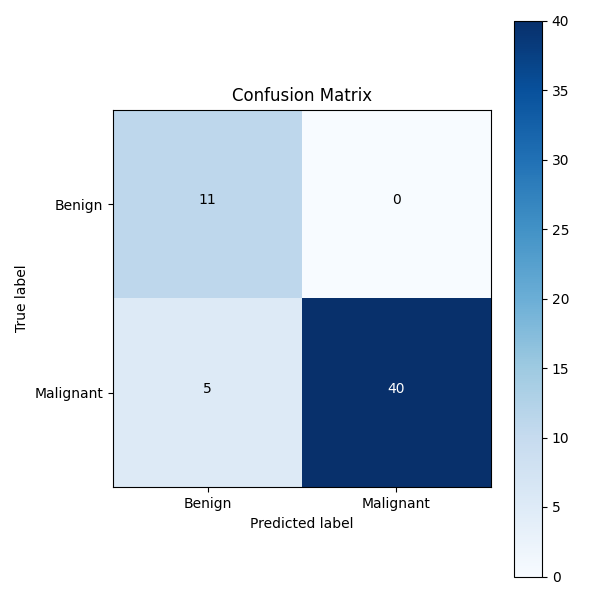 Confusion Matrix
True label
Benign
Malignant
11
0
5
40
Benign
Malignant
Predicted label
40
35
30
25
20
15
10
5
0